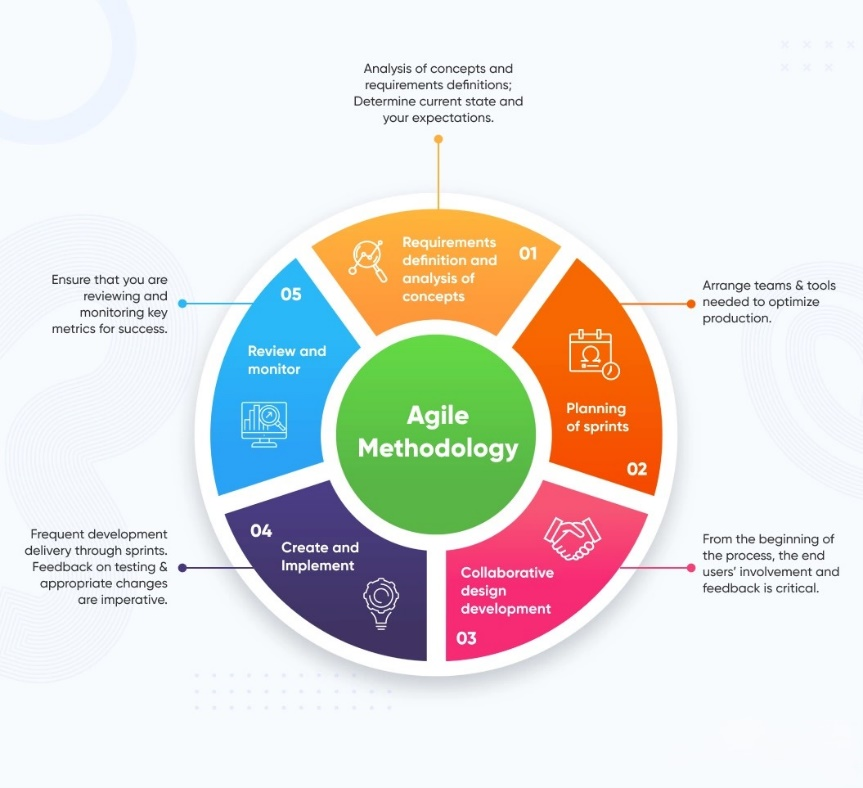 Analysis of concepts and
requirements definitions;
Determine current state and
your expectations.
Requirements
definition and
analysis of
concepts
01
Arrange teams & tools
needed to optimize
production.
Planning
of sprints
02
From the beginning of
the process, the end
users' involvement and
feedback is critical.
Collaborative
design
development
03
Frequent development
delivery through sprints.
Feedback on testing &
appropriate changes
are imperative.
04
Create and
Implement
Ensure that you are
reviewing and
monitoring key
metrics for success.
05
Review and
monitor
Agile
Methodology